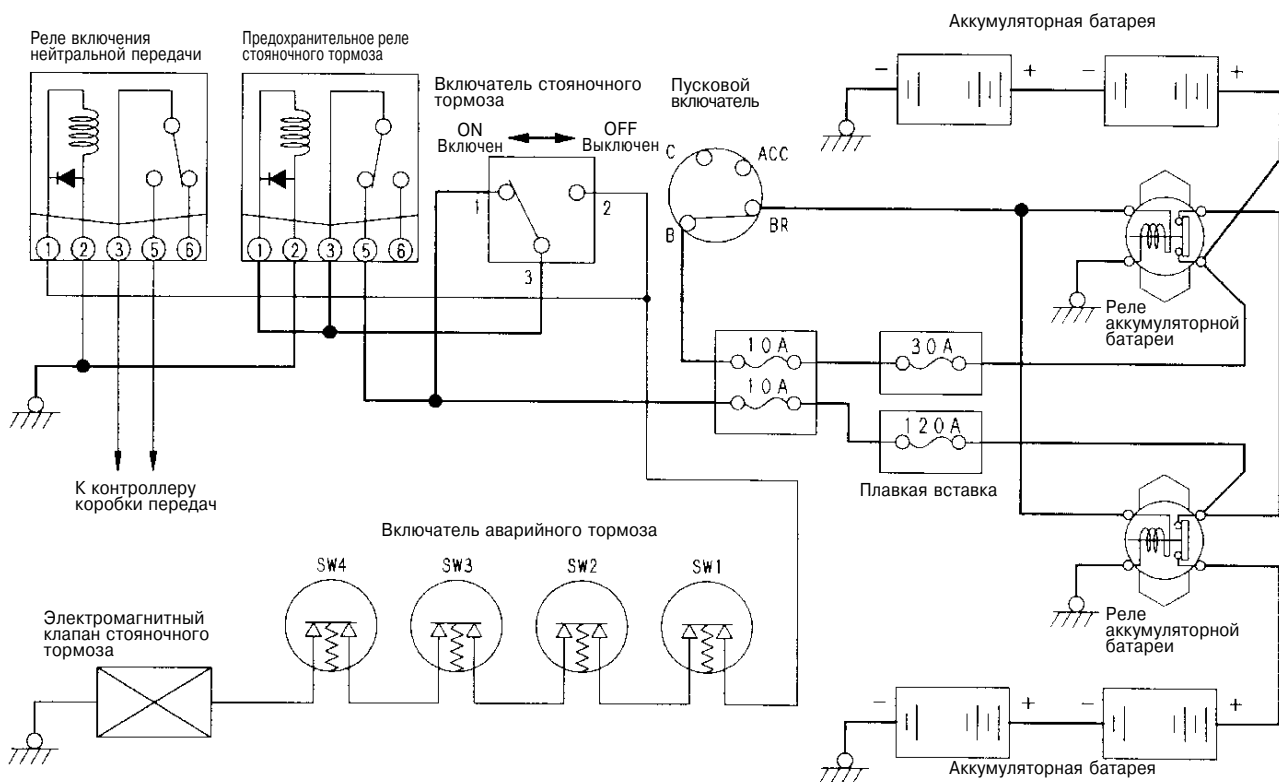 Аккумуляторная батарея
Реле включения
нейтральной передачи
Предохранительное реле
стояночного тормоза
Включатель стояночного
тормоза
ON
Включен
OFF
Выключен
Пусковой
включатель
- + - +
C ACC
B BR
1 2
3
1 2 3 5 6
1 2 3 5 6
10A
10A
30A
120A
Плавкая вставка
Реле
аккумуляторной
батареи
К контроллеру
коробки передач
Включатель аварийного тормоза
SW4 SW3 SW2 SW1
Электромагнитный
клапан стояночного
тормоза
Реле
аккумуляторной
батареи
- + - +
Аккумуляторная батарея